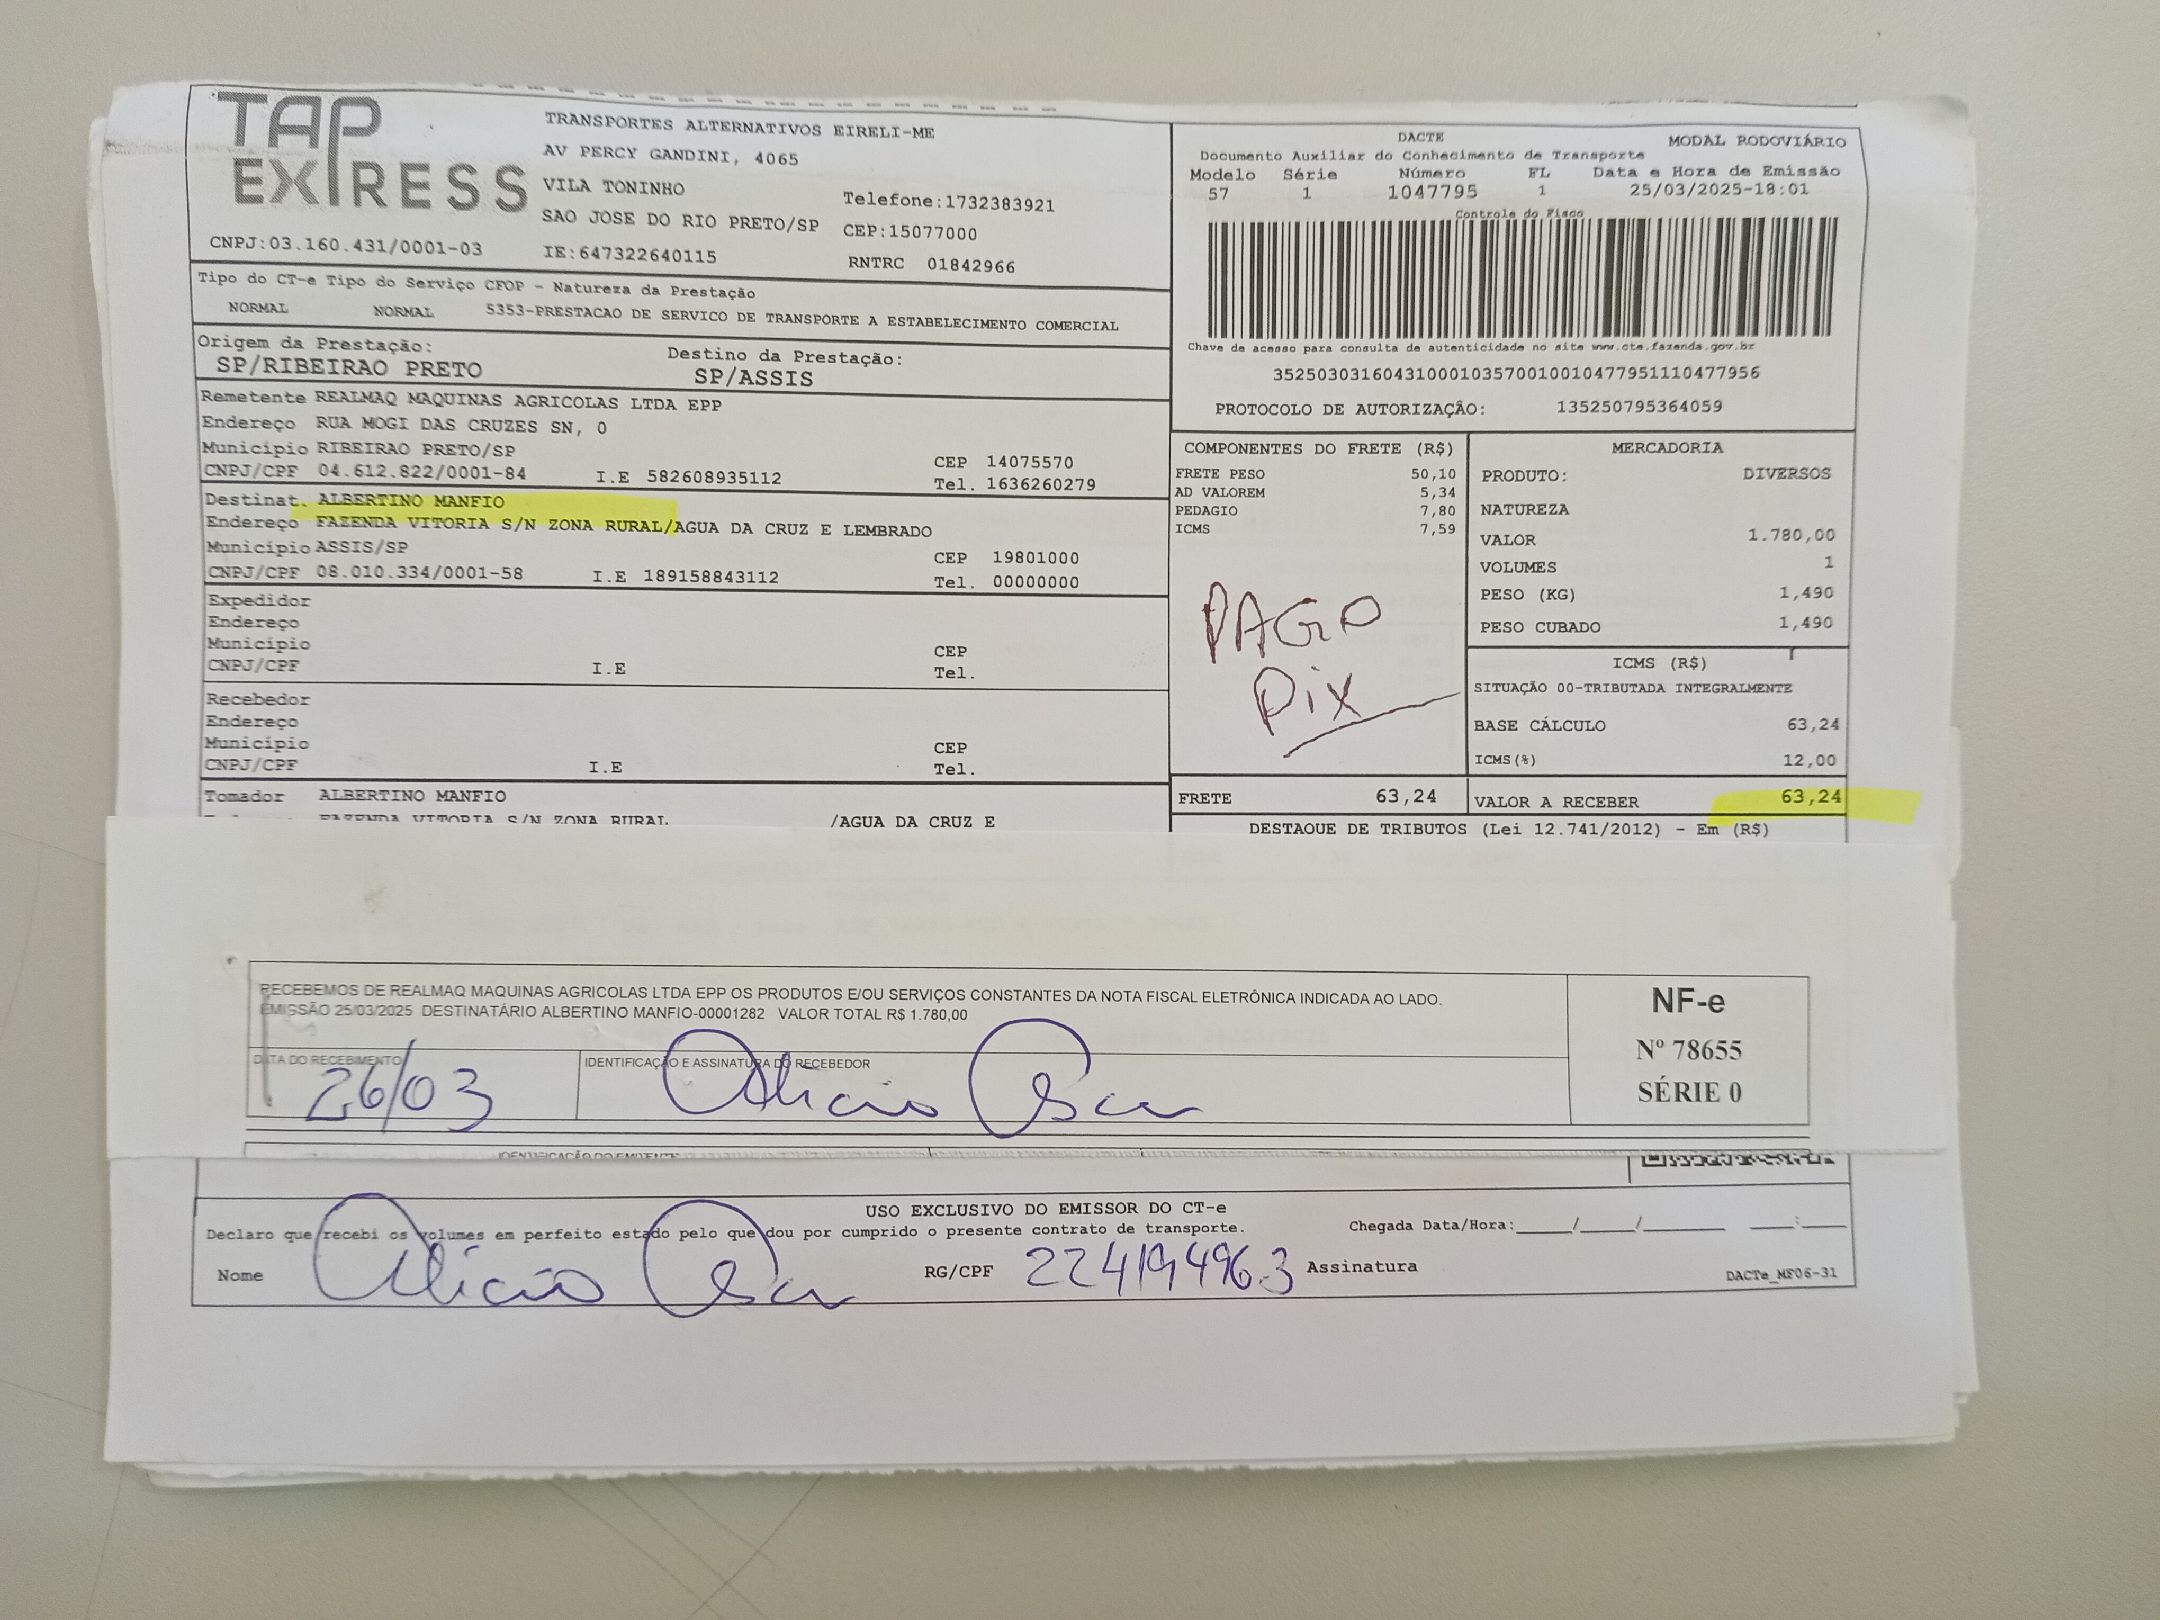 TAP
EXPRESS
TRANSPORTES ALTERNATIVOS EIRELI-ME
AV PERCY GANDINI, 4065
VILA TONINHO
Telefone:1732383921
SAO JOSE DO RIO PRETO/SP
CEP:15077000
CNPJ:03.160.431/0001-03
IE:647322640115
RNTRC 01842966
DACTE
MODAL RODOVIÁRIO
Documento Auxiliar do Conhecimento de Transporte
Modelo Série Número FL Data e Hora de Emissão
57 1 1047795 1 25/03/2025-18:01
Controle do Fisco
Chave de acesso para consulta de autenticidade no site www.cte.fazenda.gov.br
35250303160431000103570010010477951110477956
PROTOCOLO DE AUTORIZAÇÃO: 135250795364059
Tipo do CT-e Tipo do Serviço CFOP - Natureza da Prestação
NORMAL NORMAL 5353-PRESTACAO DE SERVICO DE TRANSPORTE A ESTABELECIMENTO COMERCIAL
Origem da Prestação: Destino da Prestação:
SP/RIBEIRAO PRETO SP/ASSIS
Remetente REALMAQ MAQUINAS AGRICOLAS LTDA EPP
Endereço RUA MOGI DAS CRUZES SN, 0
Município RIBEIRAO PRETO/SP CEP 14075570
CNPJ/CPF 04.612.822/0001-84 I.E 582608935112 Tel. 1636260279
Destinat. ALBERTINO MANFIO
Endereço FAZENDA VITORIA S/N ZONA RURAL/AGUA DA CRUZ E LEMBRADO
Município ASSIS/SP CEP 19801000
CNPJ/CPF 08.010.334/0001-58 I.E 189158843112 Tel. 00000000
Expedidor
Endereço
Município CEP
CNPJ/CPF I.E Tel.
Recebedor
Endereço
Município CEP
CNPJ/CPF I.E Tel.
Tomador ALBERTINO MANFIO
FAZENDA VITORIA S/N ZONA RURAL /AGUA DA CRUZ E
COMPONENTES DO FRETE (R$)
FRETE PESO 50,10
AD VALOREM 5,34
PEDAGIO 7,80
ICMS 7,59
PAGO
Pix
FRETE 63,24
MERCADORIA
PRODUTO: DIVERSOS
NATUREZA
VALOR 1.780,00
VOLUMES 1
PESO (KG) 1,490
PESO CUBADO 1,490
ICMS (R$)
SITUAÇÃO 00-TRIBUTADA INTEGRALMENTE
BASE CÁLCULO 63,24
ICMS(%) 12,00
VALOR A RECEBER 63,24
DESTAQUE DE TRIBUTOS (Lei 12.741/2012) - Em (R$)
RECEBEMOS DE REALMAQ MAQUINAS AGRICOLAS LTDA EPP OS PRODUTOS E/OU SERVIÇOS CONSTANTES DA NOTA FISCAL ELETRÔNICA INDICADA AO LADO.
EMISSÃO 25/03/2025 DESTINATÁRIO ALBERTINO MANFIO-00001282 VALOR TOTAL R$ 1.780,00
DATA DO RECEBIMENTO IDENTIFICAÇÃO E ASSINATURA DO RECEBEDOR
26/03
NF-e
Nº 78655
SÉRIE 0
IDENTIFICAÇÃO DO EMITENTE
USO EXCLUSIVO DO EMISSOR DO CT-e
Declaro que recebi os volumes em perfeito estado pelo que dou por cumprido o presente contrato de transporte. Chegada Data/Hora:____/____/______ ____:____
Nome RG/CPF 22419496.3 Assinatura
DACTe_MF06-31